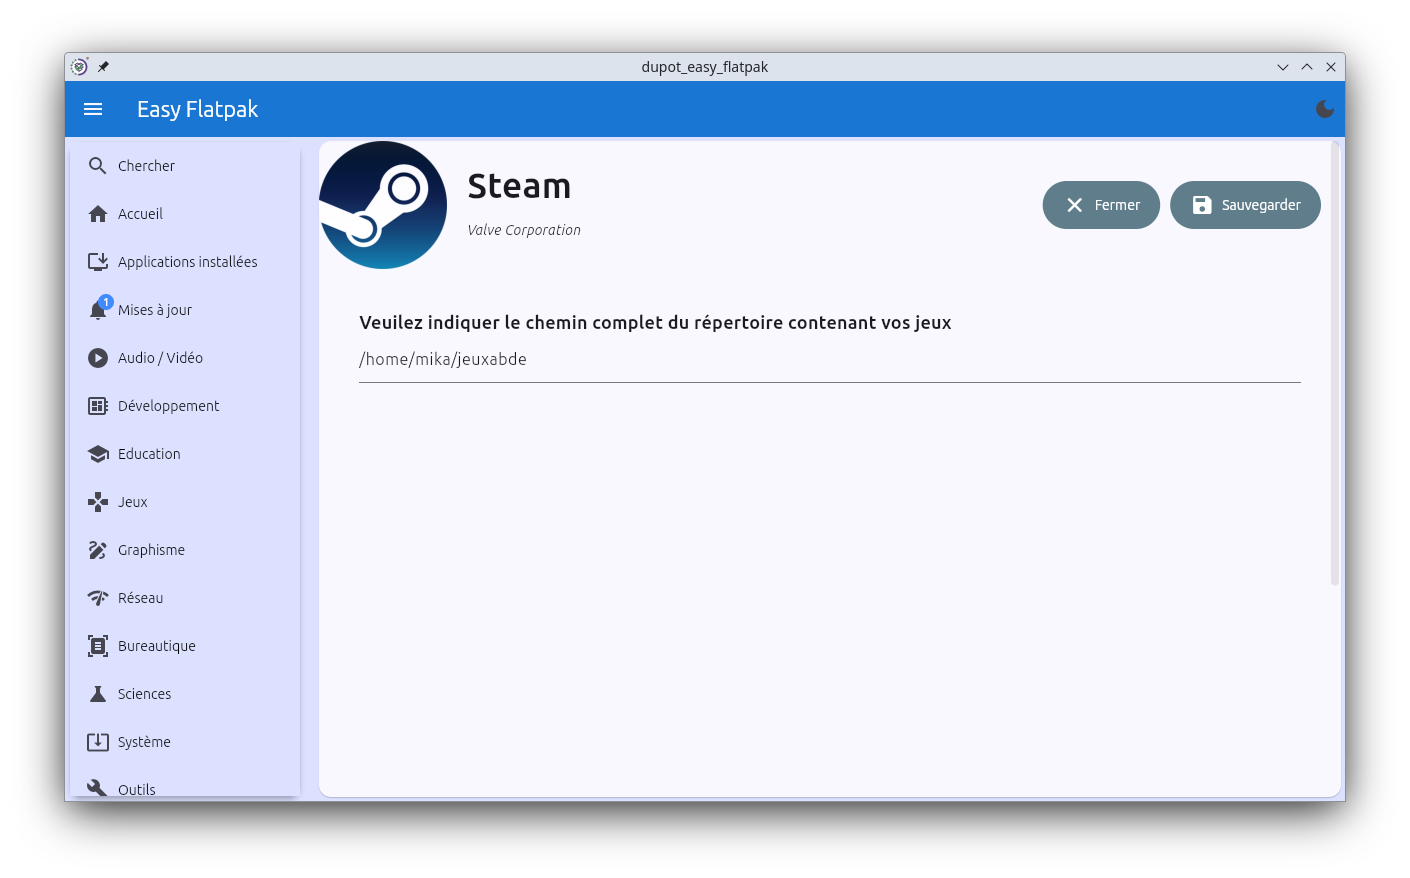 dupot_easy_flatpak
Easy Flatpak
Chercher
Accueil
Applications installées
1
Mises à jour
Audio / Vidéo
Développement
Education
Jeux
Graphisme
Réseau
Bureautique
Sciences
Système
Outils
Steam
Valve Corporation
Fermer
Sauvegarder
Veuilez indiquer le chemin complet du répertoire contenant vos jeux
/home/mika/jeuxabde